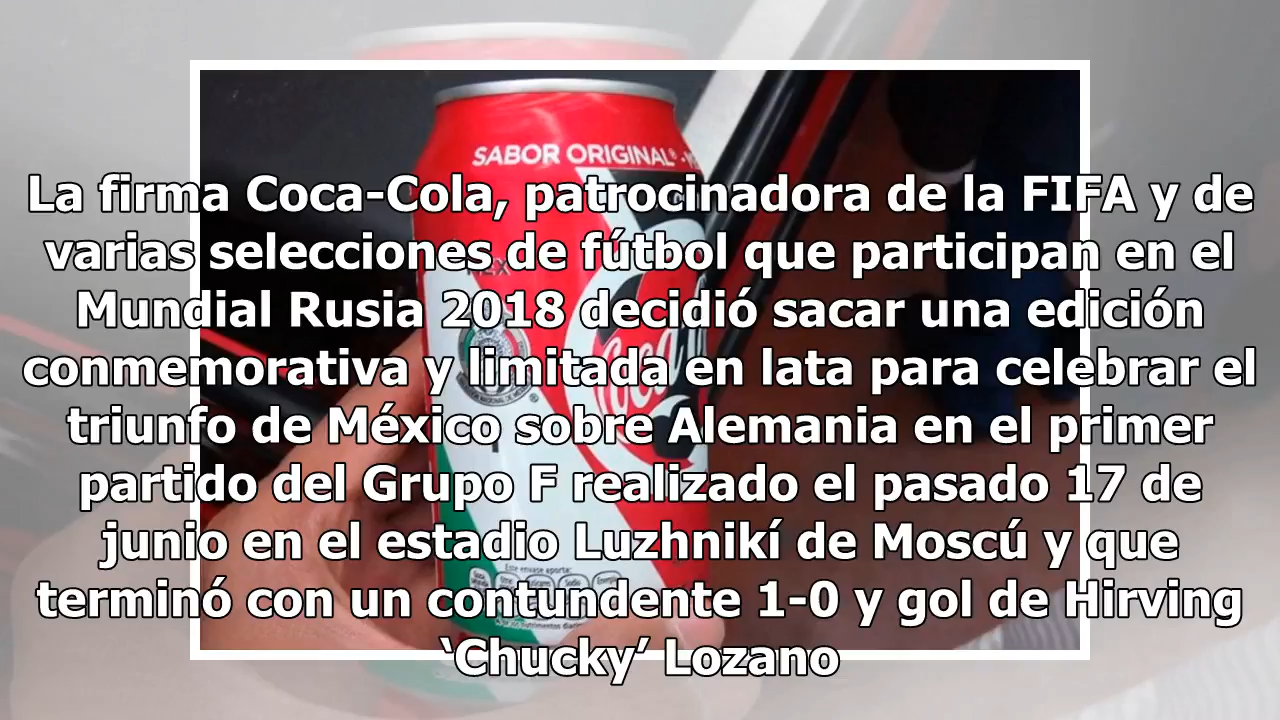 SABOR ORIGINAL®
La firma Coca-Cola, patrocinadora de la FIFA y de
varias selecciones de fútbol que participan en el
Mundial Rusia 2018 decidió sacar una edición
conmemorativa y limitada en lata para celebrar el
triunfo de México sobre Alemania en el primer
partido del Grupo F realizado el pasado 17 de
junio en el estadio Luzhnikí de Moscú y que
terminó con un contundente 1-0 y gol de Hirving
‘Chucky’ Lozano
Este envase aporta: